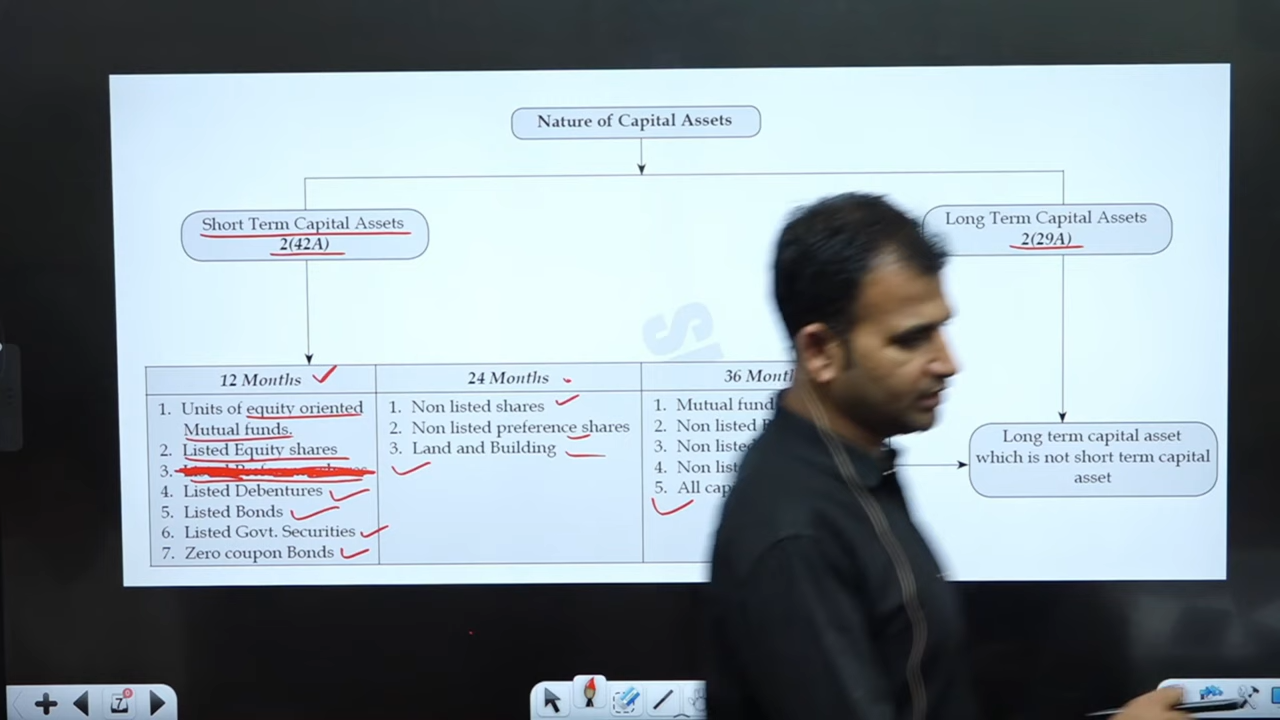 Nature of Capital Assets
Short Term Capital Assets
2(42A)
Long Term Capital Assets
2(29A)
12 Months
24 Months
36
1. Units of equity oriented
Mutual funds.
2. Listed Equity shares
3.
4. Listed Debentures
5. Listed Bonds
6. Listed Govt. Securities
7. Zero coupon Bonds
1. Non listed shares
2. Non listed preference shares
3. Land and Building
1. Mutual fund
2. Non listed
3. Non listed
4. Non
5. All
Long term capital asset
which is not short term capital
asset
7